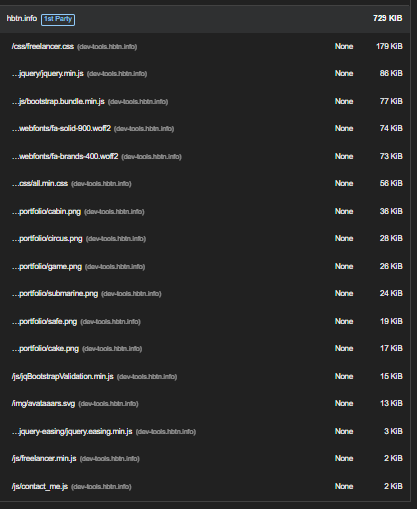 hbtn.info 1st Party 729 KiB
/css/freelancer.css (dev-tools.hbtn.info) None 179 KiB
…jquery/jquery.min.js (dev-tools.hbtn.info) None 86 KiB
…js/bootstrap.bundle.min.js (dev-tools.hbtn.info) None 77 KiB
…webfonts/fa-solid-900.woff2 (dev-tools.hbtn.info) None 74 KiB
…webfonts/fa-brands-400.woff2 (dev-tools.hbtn.info) None 73 KiB
…css/all.min.css (dev-tools.hbtn.info) None 56 KiB
…portfolio/cabin.png (dev-tools.hbtn.info) None 36 KiB
…portfolio/circus.png (dev-tools.hbtn.info) None 28 KiB
…portfolio/game.png (dev-tools.hbtn.info) None 26 KiB
…portfolio/submarine.png (dev-tools.hbtn.info) None 24 KiB
…portfolio/safe.png (dev-tools.hbtn.info) None 19 KiB
…portfolio/cake.png (dev-tools.hbtn.info) None 17 KiB
/js/jqBootstrapValidation.min.js (dev-tools.hbtn.info) None 15 KiB
/img/avataaars.svg (dev-tools.hbtn.info) None 13 KiB
…jquery-easing/jquery.easing.min.js (dev-tools.hbtn.info) None 3 KiB
/js/freelancer.min.js (dev-tools.hbtn.info) None 2 KiB
/js/contact_me.js (dev-tools.hbtn.info) None 2 KiB